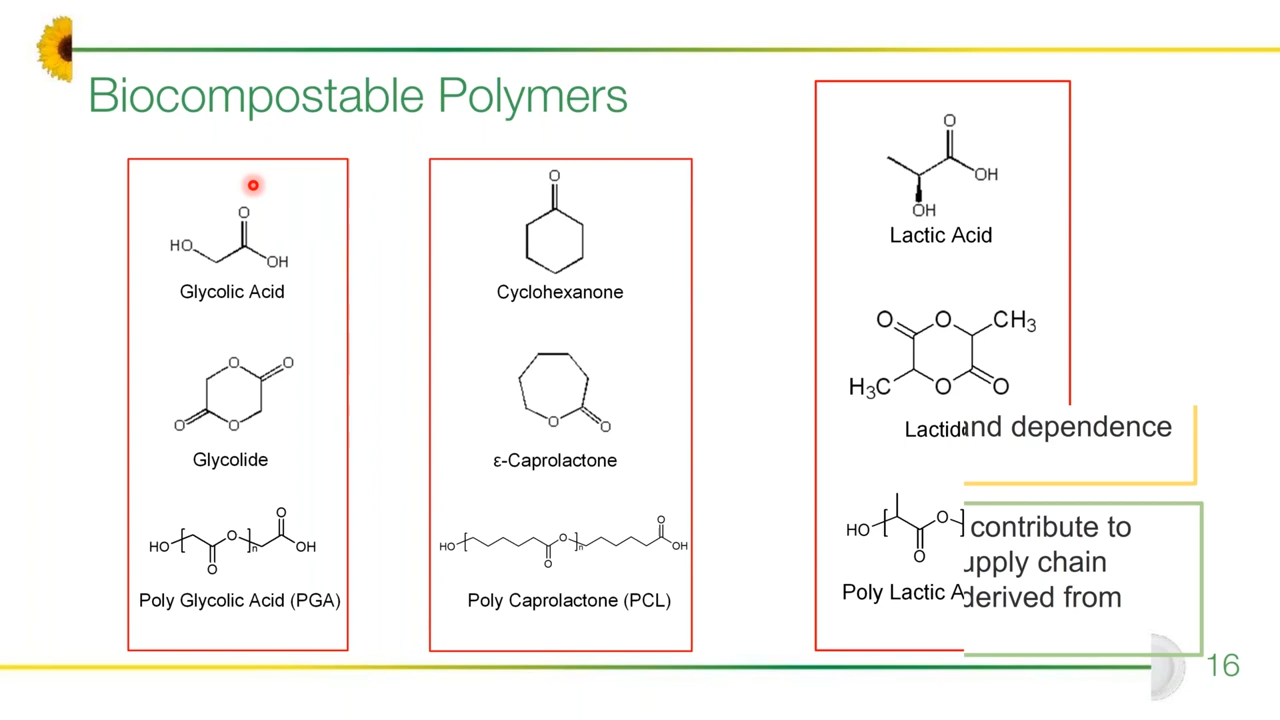 Biocompostable Polymers
O
HO
OH
Glycolic Acid
O
O
O
O
Glycolide
HO
O
O
n
O
OH
Poly Glycolic Acid (PGA)
O
Cyclohexanone
O
O
ε-Caprolactone
HO
O
O
n
O
OH
Poly Caprolactone (PCL)
O
OH
OH
Lactic Acid
O
O
CH3
H3C
O
O
Lactid
and dependence
HO
O
O
Poly Lactic A
contribute to
upply chain
derived from
16